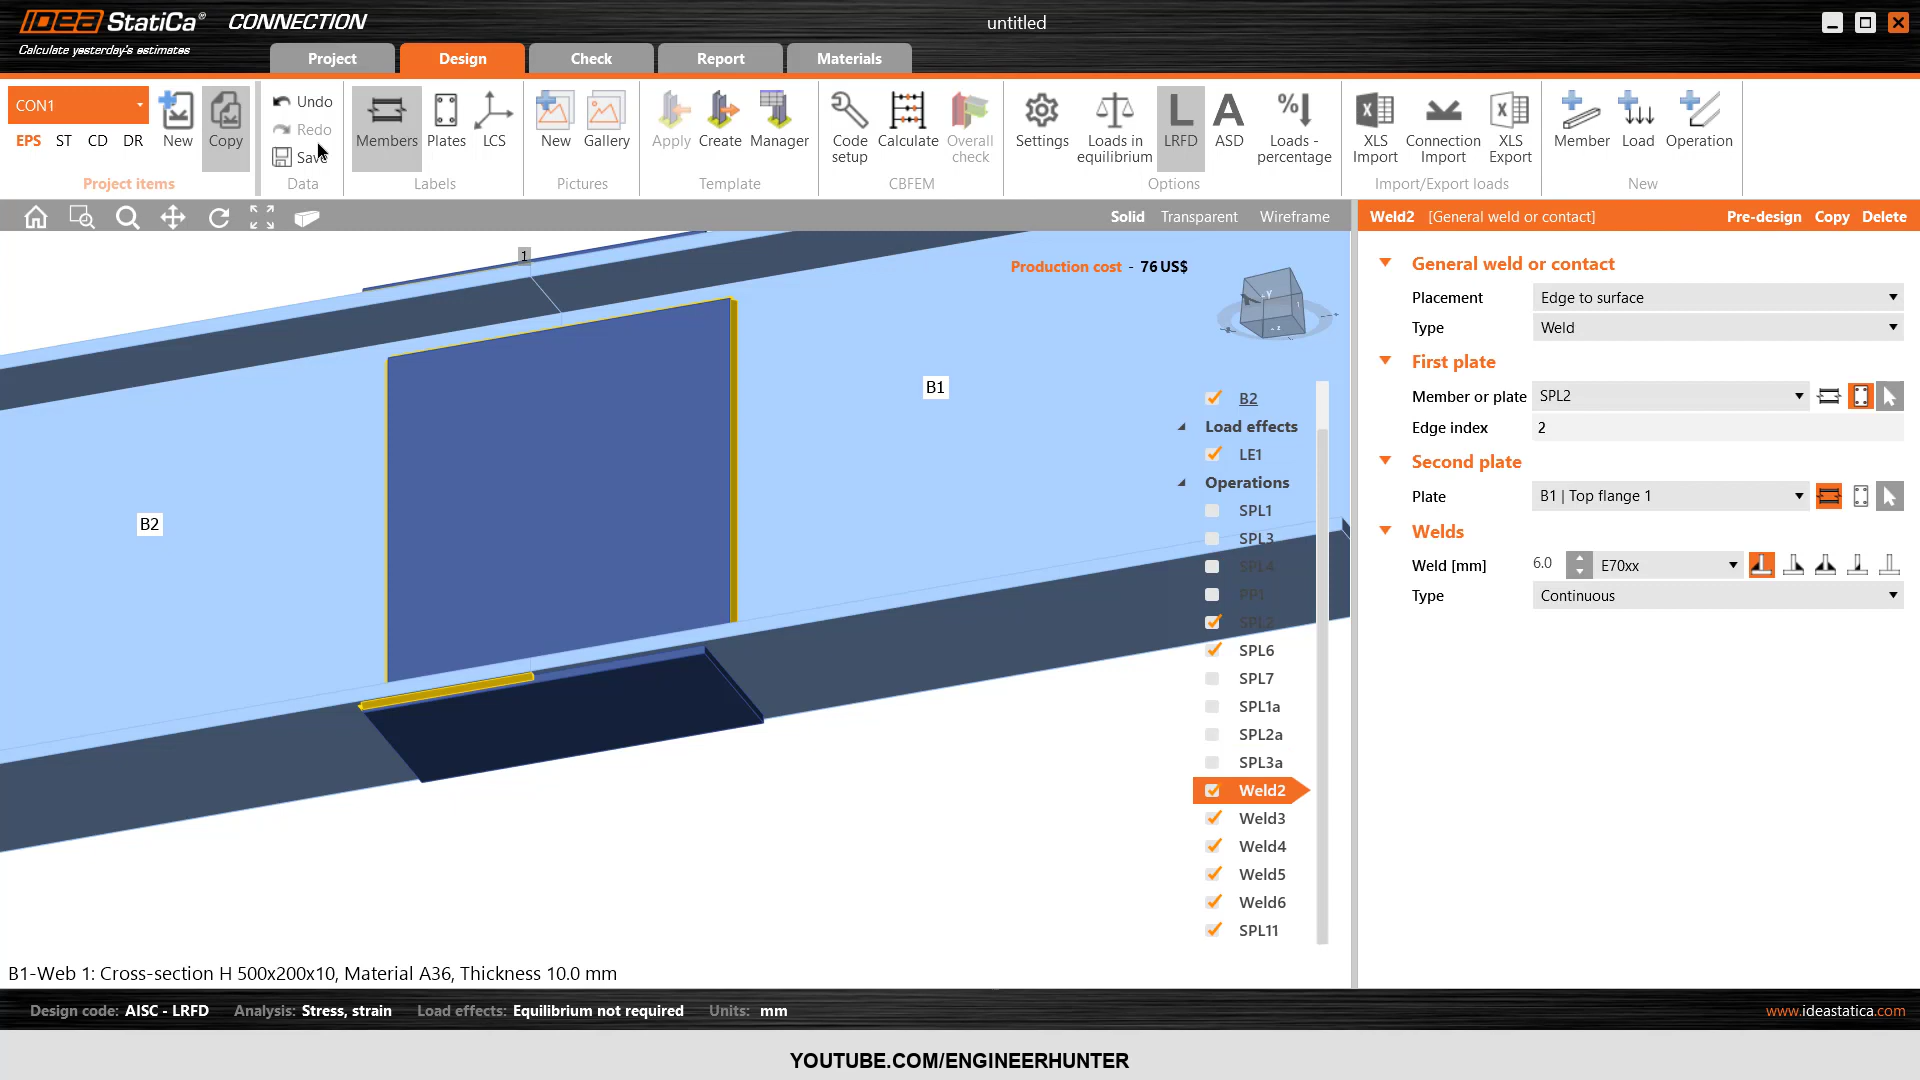 IDEA StatiCa® CONNECTION
Calculate yesterday's estimates
untitled
Project Design Check Report Materials
CON1
EPS ST CD DR
New Copy
Project items
Undo
Redo
Save
Data
Members Plates LCS
Labels
New Gallery
Pictures
Apply Create Manager
Template
Code setup Calculate Overall check
CBFEM
Settings Loads in equilibrium LRFD ASD Loads - percentage
Options
XLS Import Connection Import XLS Export
Import/Export loads
Member Load Operation
New
Solid Transparent Wireframe
Weld2 [General weld or contact] Pre-design Copy Delete
1
Production cost - 76 US$
B1
B2
B2
Load effects
LE1
Operations
SPL1
SPL3
SPL4
PP1
SPL2
SPL6
SPL7
SPL1a
SPL2a
SPL3a
Weld2
Weld3
Weld4
Weld5
Weld6
SPL11
General weld or contact
Placement Edge to surface
Type Weld
First plate
Member or plate SPL2
Edge index 2
Second plate
Plate B1 | Top flange 1
Welds
Weld [mm] 6.0 E70xx
Type Continuous
B1-Web 1: Cross-section H 500x200x10, Material A36, Thickness 10.0 mm
Design code: AISC - LRFD Analysis: Stress, strain Load effects: Equilibrium not required Units: mm
www.ideastatica.com
YOUTUBE.COM/ENGINEERHUNTER